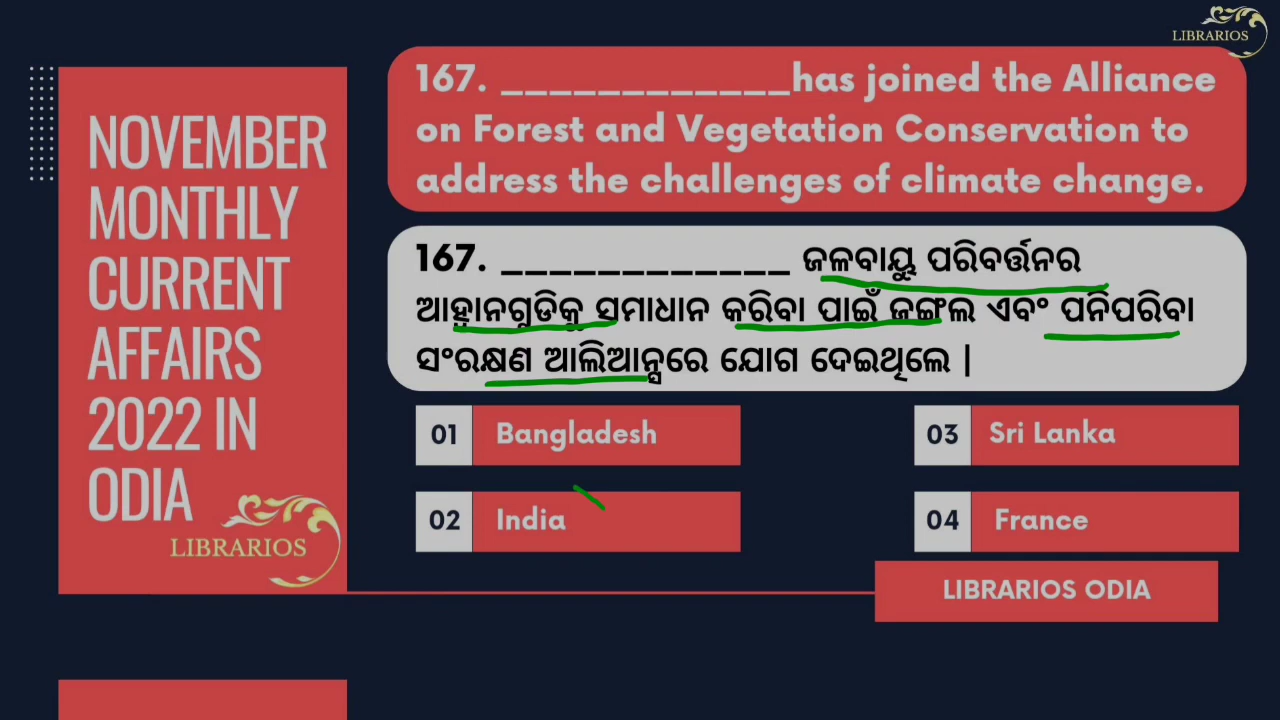 LIBRARIOS
NOVEMBER
MONTHLY
CURRENT
AFFAIRS
2022 IN
ODIA
LIBRARIOS
167. ____________has joined the Alliance
on Forest and Vegetation Conservation to
address the challenges of climate change.
167. ____________ ଜଳବାୟୁ ପରିବର୍ତ୍ତନର
ଆହ୍ବାନଗୁଡିକୁ ସମାଧାନ କରିବା ପାଇଁ ଜଙ୍ଗଲ ଏବଂ ପନିପରିବା
ସଂରକ୍ଷଣ ଆଲିଆନ୍ସରେ ଯୋଗ ଦେଇଥିଲେ |
01 Bangladesh
03 Sri Lanka
02 India
04 France
LIBRARIOS ODIA